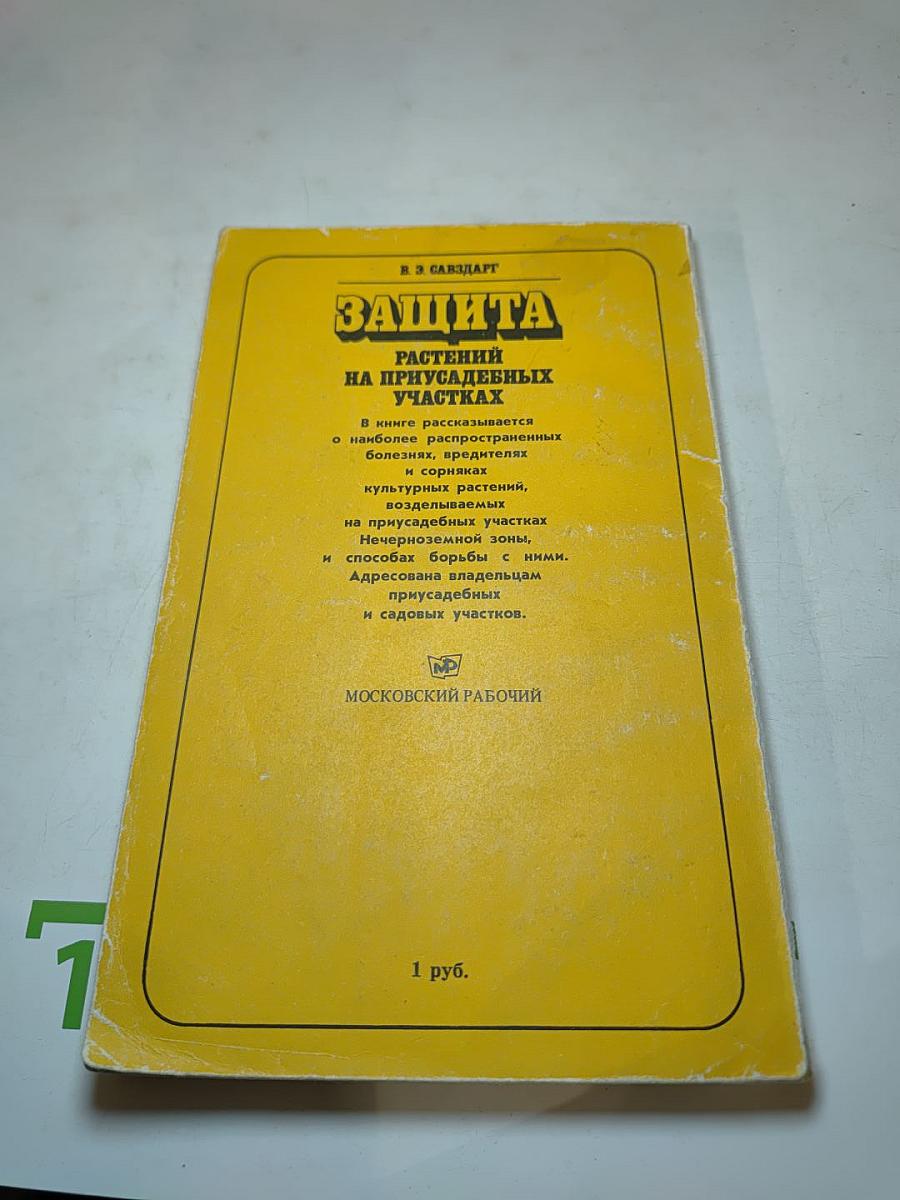 В. Э. САВЗДАРГ
ЗАЩИТА
РАСТЕНИЙ
НА ПРИУСАДЕБНЫХ
УЧАСТКАХ
В книге рассказывается
о наиболее распространенных
болезнях, вредителях
и сорняках
культурных растений,
возделываемых
на приусадебных участках
Нечерноземной зоны,
и способах борьбы с ними.
Адресована владельцам
приусадебных
и садовых участков.
МР
МОСКОВСКИЙ РАБОЧИЙ
1
1 руб.